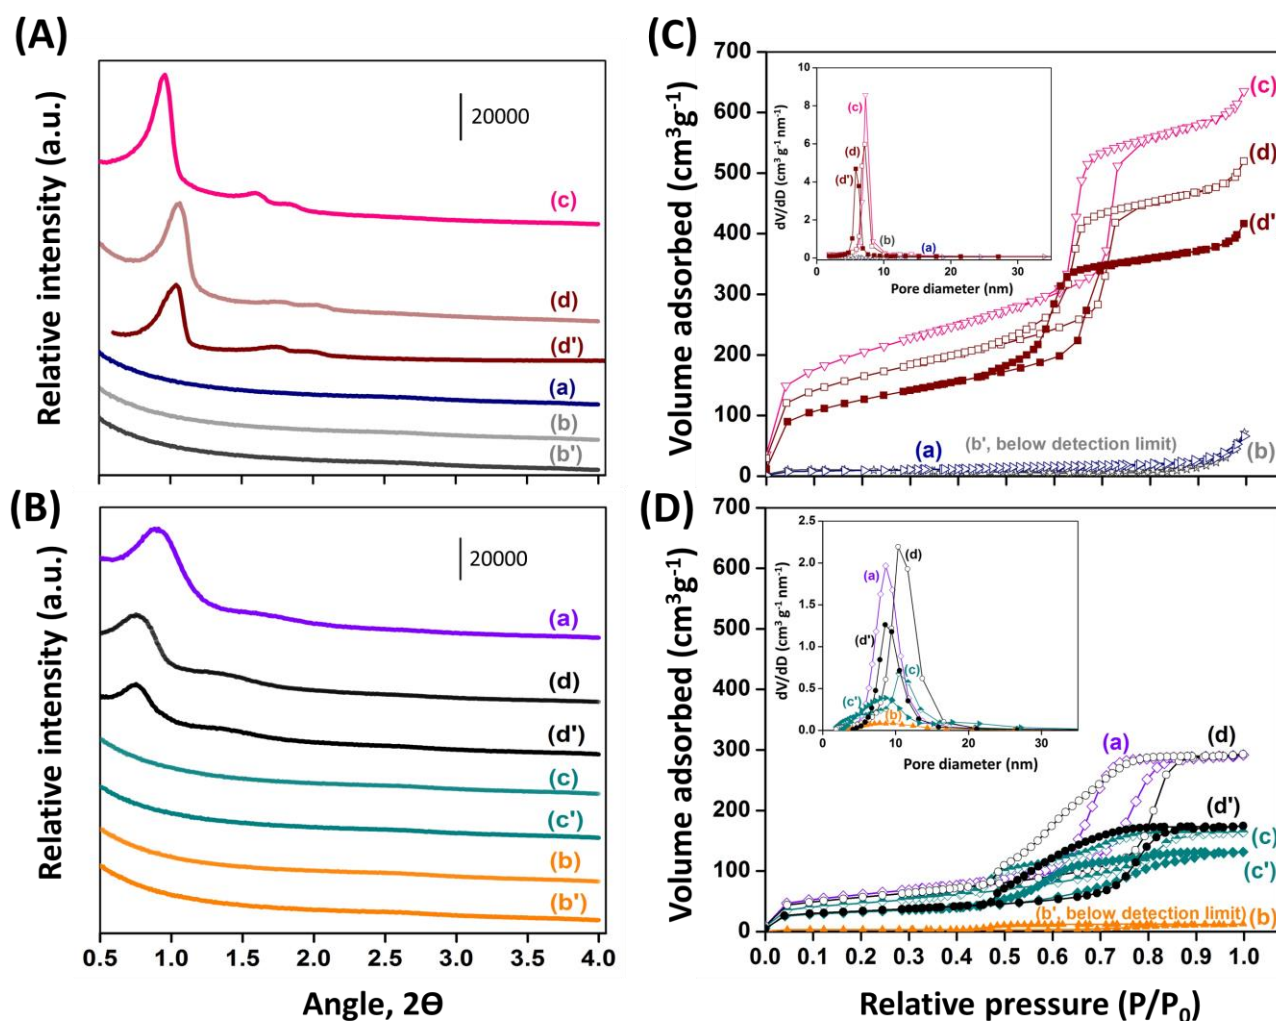 (A)
20000
(c)
(d)
(d')
(a)
(b)
(b')
Relative intensity (a.u.)
(B)
20000
(a)
(d)
(d')
(c)
(c')
(b)
(b')
Relative intensity (a.u.)
0.5 1.0 1.5 2.0 2.5 3.0 3.5 4.0
Angle, 2Θ
(C)
700
600
500
400
300
200
100
0
Volume adsorbed (cm³g⁻¹)
(c)
(d)
(d')
(a)
(b', below detection limit)
(b)
10
8
6
4
2
0
dV/dD (cm³ g⁻¹ nm⁻¹)
(c)
(d)
(d')
(b)
(a)
0 10 20 30
Pore diameter (nm)
(D)
700
600
500
400
300
200
100
0
Volume adsorbed (cm³g⁻¹)
2.5
2.0
1.5
1.0
0.5
0.0
dV/dD (cm³ g⁻¹ nm⁻¹)
(d)
(a)
(d')
(c)
(c')
(b)
0 10 20 30
Pore diameter (nm)
(a)
(d)
(d')
(c)
(c')
(b', below detection limit)
(b)
0.0 0.1 0.2 0.3 0.4 0.5 0.6 0.7 0.8 0.9 1.0
Relative pressure (P/P₀)